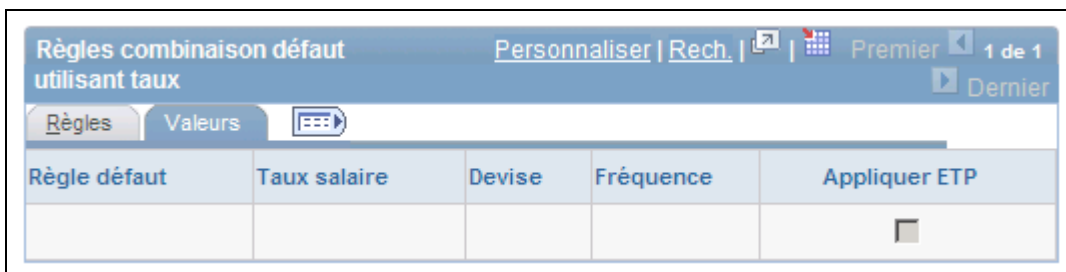 Règles combinaison défaut utilisant taux
Personnaliser | Rech. | | Premier 1 de 1 Dernier
Règles Valeurs
Règle défaut Taux salaire Devise Fréquence Appliquer ETP